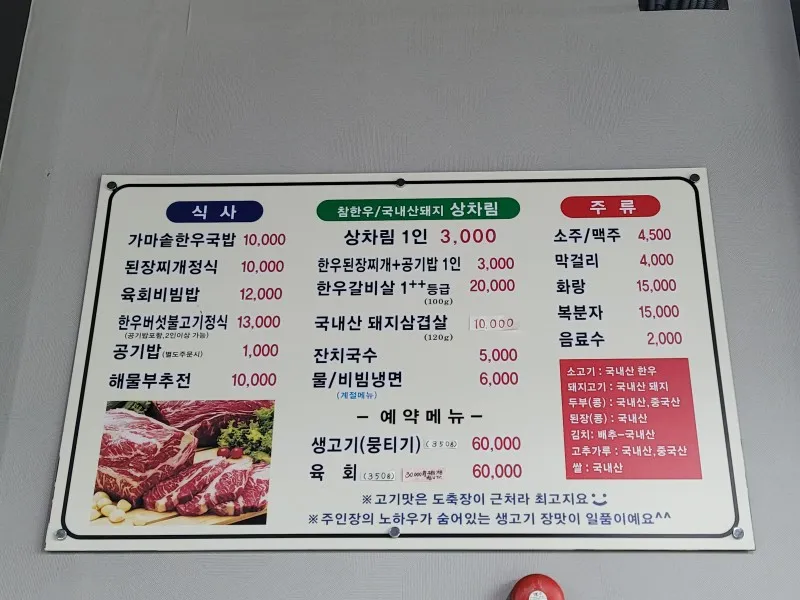 식 사
가마솥한우국밥 10,000
된장찌개정식 10,000
육회비빔밥 12,000
한우버섯불고기정식 13,000
(공기밥포함,2인이상 가능)
공기밥(별도주문시) 1,000
해물부추전 10,000
참한우/국내산돼지 상차림
상차림 1인 3,000
한우된장찌개+공기밥 1인 3,000
한우갈비살 1++등급 20,000
(100g)
국내산 돼지삼겹살 10.000
(120g)
잔치국수 5,000
물/비빔냉면 6,000
(계절메뉴)
- 예약메뉴 -
생고기(뭉티기) (350g) 60,000
육 회 (350g) 30,000 60,000
※고기맛은 도축장이 근처라 최고지요
※주인장의 노하우가 숨어있는 생고기 장맛이 일품이예요^^
주 류
소주/맥주 4,500
막걸리 4,000
화랑 15,000
복분자 15,000
음료수 2,000
소고기 : 국내산 한우
돼지고기 : 국내산 돼지
두부(콩) : 국내산,중국산
된장(콩) : 국내산
김치: 배추-국내산
고추가루 : 국내산,중국산
쌀 : 국내산